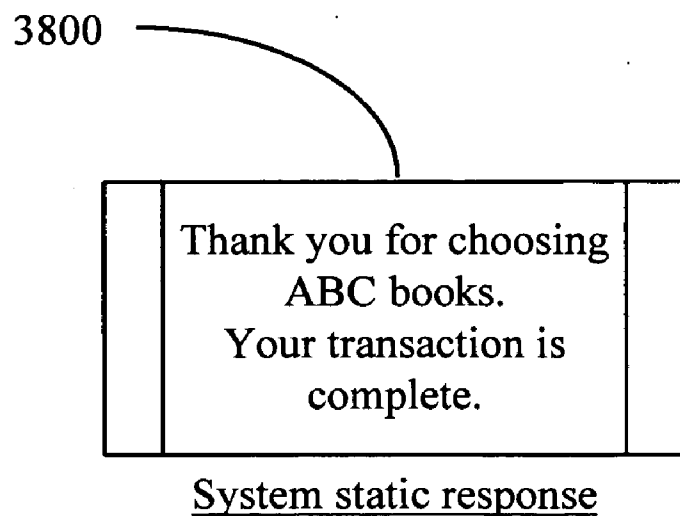 3800
Thank you for choosing
ABC books.
Your transaction is
complete.
System static response